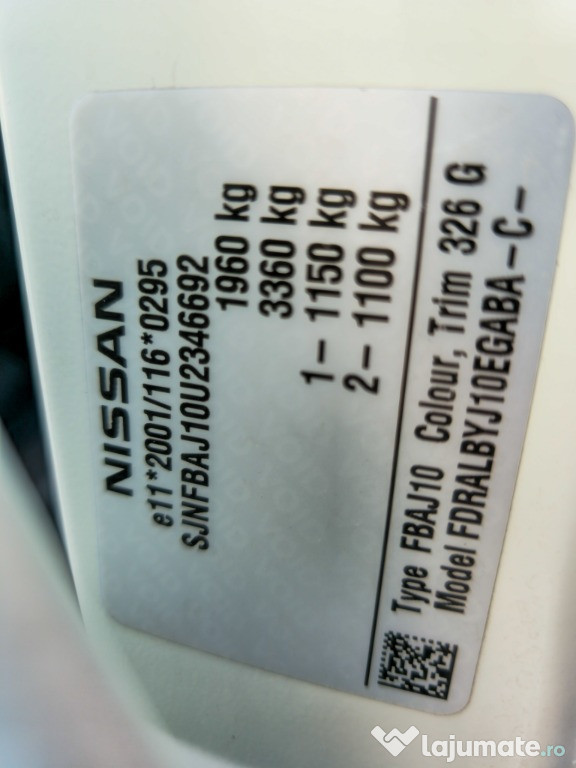 NISSAN
e11*2001/116*0295
SJNFBAJ10U2346692
1960 kg
3360 kg
1- 1150 kg
2- 1100 kg
Type FBAJ10 Colour, Trim 326 G
Model FDRALBYJ10EGABA-C-
lajumate.ro